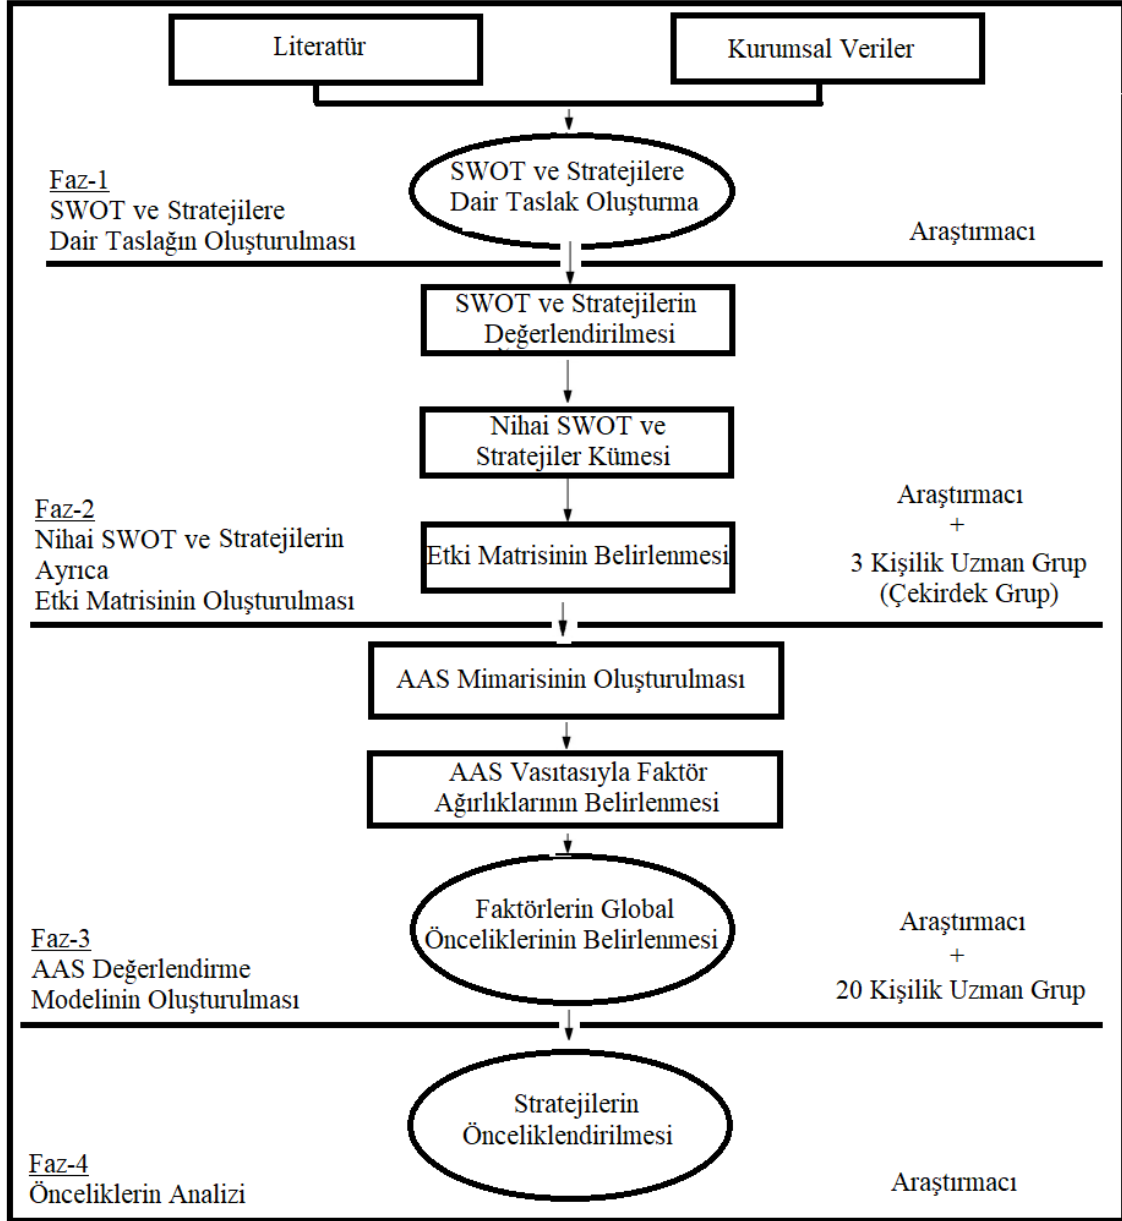 Literatür
Kurumsal Veriler
SWOT ve Stratejilere
Dair Taslak Oluşturma
Faz-1
SWOT ve Stratejilere
Dair Taslağın Oluşturulması
Araştırmacı
SWOT ve Stratejilerin
Değerlendirilmesi
Nihai SWOT ve
Stratejiler Kümesi
Etki Matrisinin Belirlenmesi
Faz-2
Nihai SWOT ve Stratejilerin
Ayrıca
Etki Matrisinin Oluşturulması
Araştırmacı
+
3 Kişilik Uzman Grup
(Çekirdek Grup)
AAS Mimarisinin Oluşturulması
AAS Vasıtasıyla Faktör
Ağırlıklarının Belirlenmesi
Faktörlerin Global
Önceliklerinin Belirlenmesi
Faz-3
AAS Değerlendirme
Modelinin Oluşturulması
Araştırmacı
+
20 Kişilik Uzman Grup
Stratejilerin
Önceliklendirilmesi
Faz-4
Önceliklerin Analizi
Araştırmacı